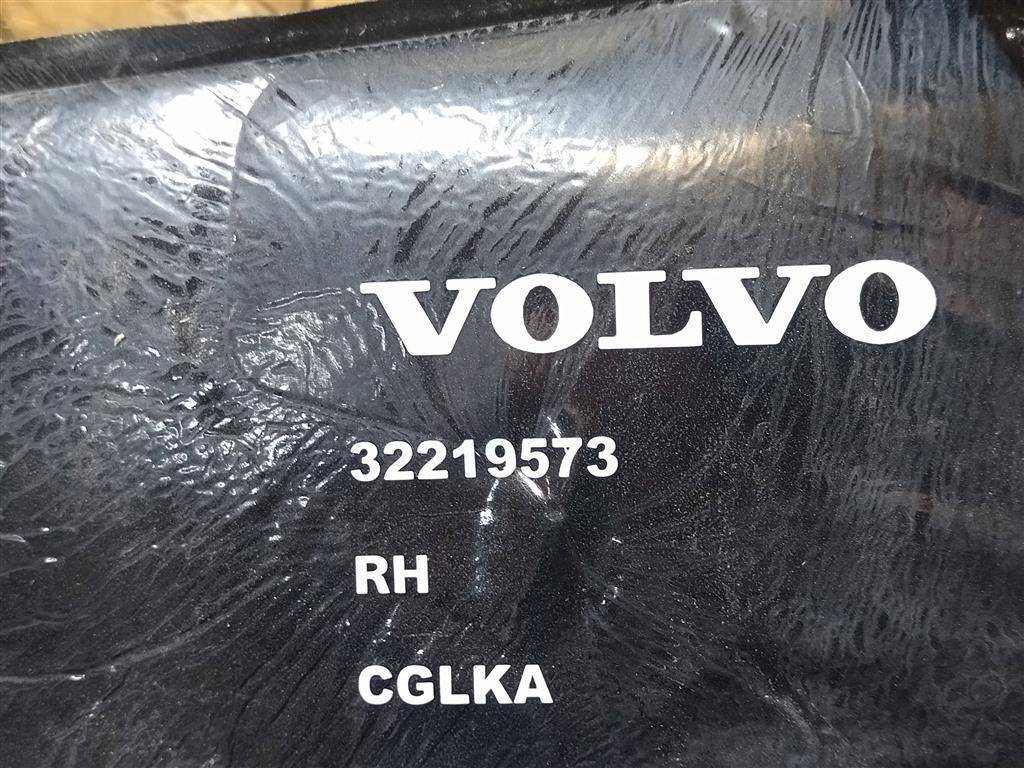 VOLVO
32219573
RH
CGLKA